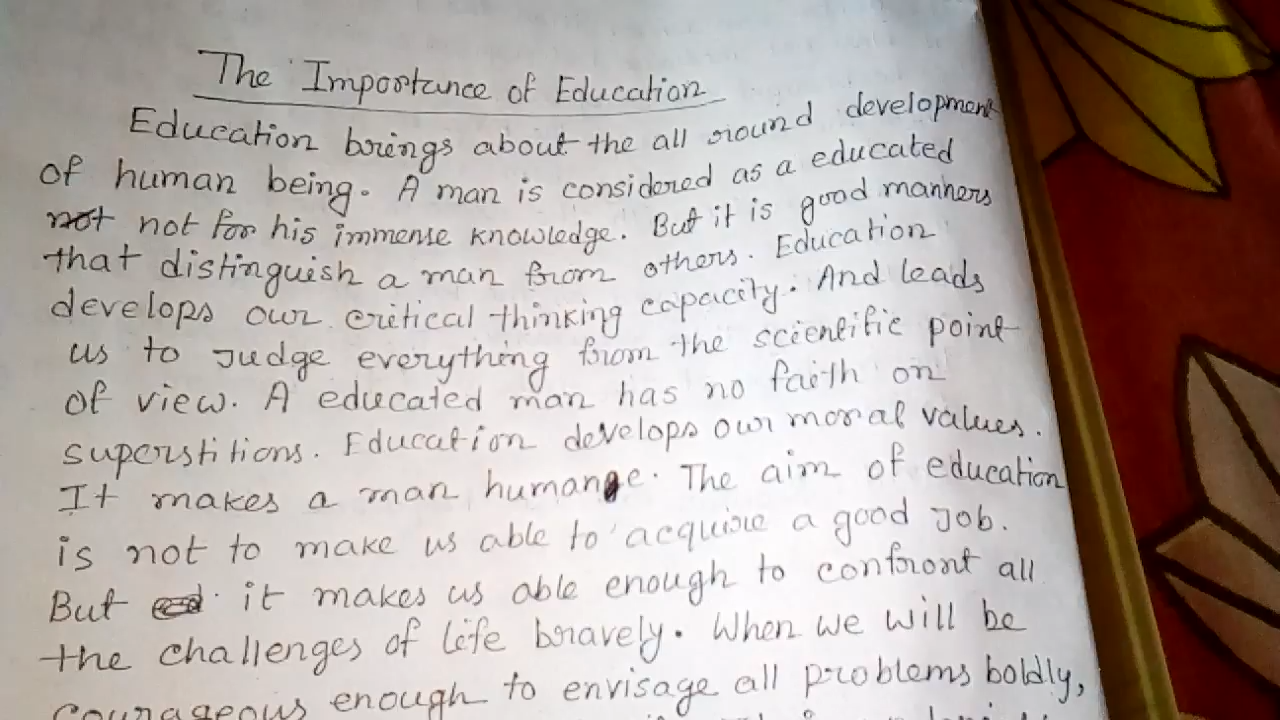 The Importance of Education
Education brings about the all round development
of human being. A man is considered as a educated
not not for his immense knowledge. But it is good manners
that distinguish a man from others. Education
develops our critical thinking capacity. And leads
us to Judge everything from the scientific point
of view. A educated man has no faith on
superstitions. Education develops our moral values.
It makes a man humane. The aim of education
is not to make us able to acquire a good Job.
But it makes us able enough to confront all
the challenges of life bravely. When we will be
courageous enough to envisage all problems boldly,